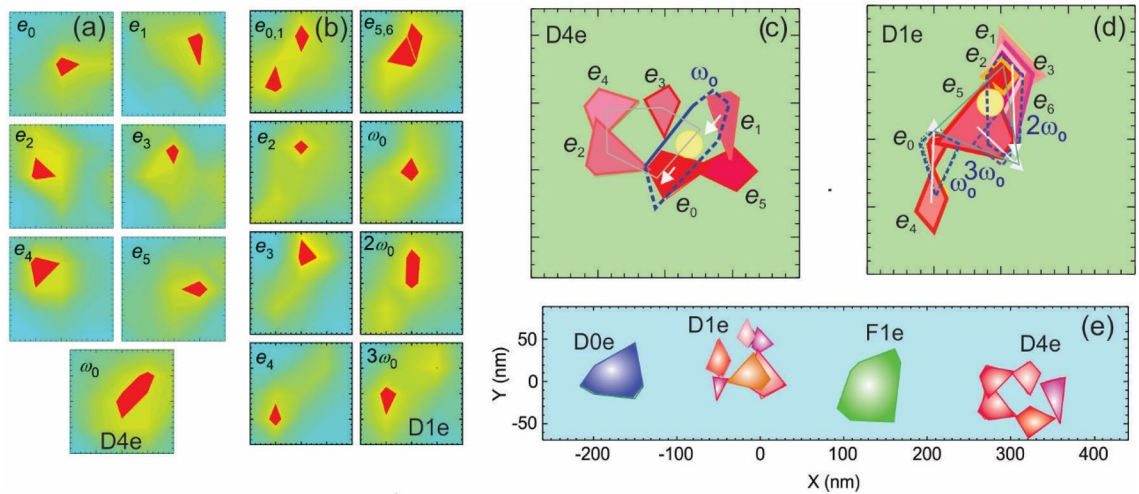 (a)
e0
e1
e2
e3
e4
e5
ω0
D4e
(b)
e0,1
e5,6
e2
ω0
e3
2ω0
e4
3ω0
D1e
(c)
D4e
e4
e3
ωo
e1
e2
e0
e5
(d)
D1e
e1
e2
e3
e5
e6
2ωo
e0
3ωo
ωo
e4
(e)
D0e
D1e
F1e
D4e
50
0
-50
Y (nm)
-200 -100 0 100 200 300 400
X (nm)